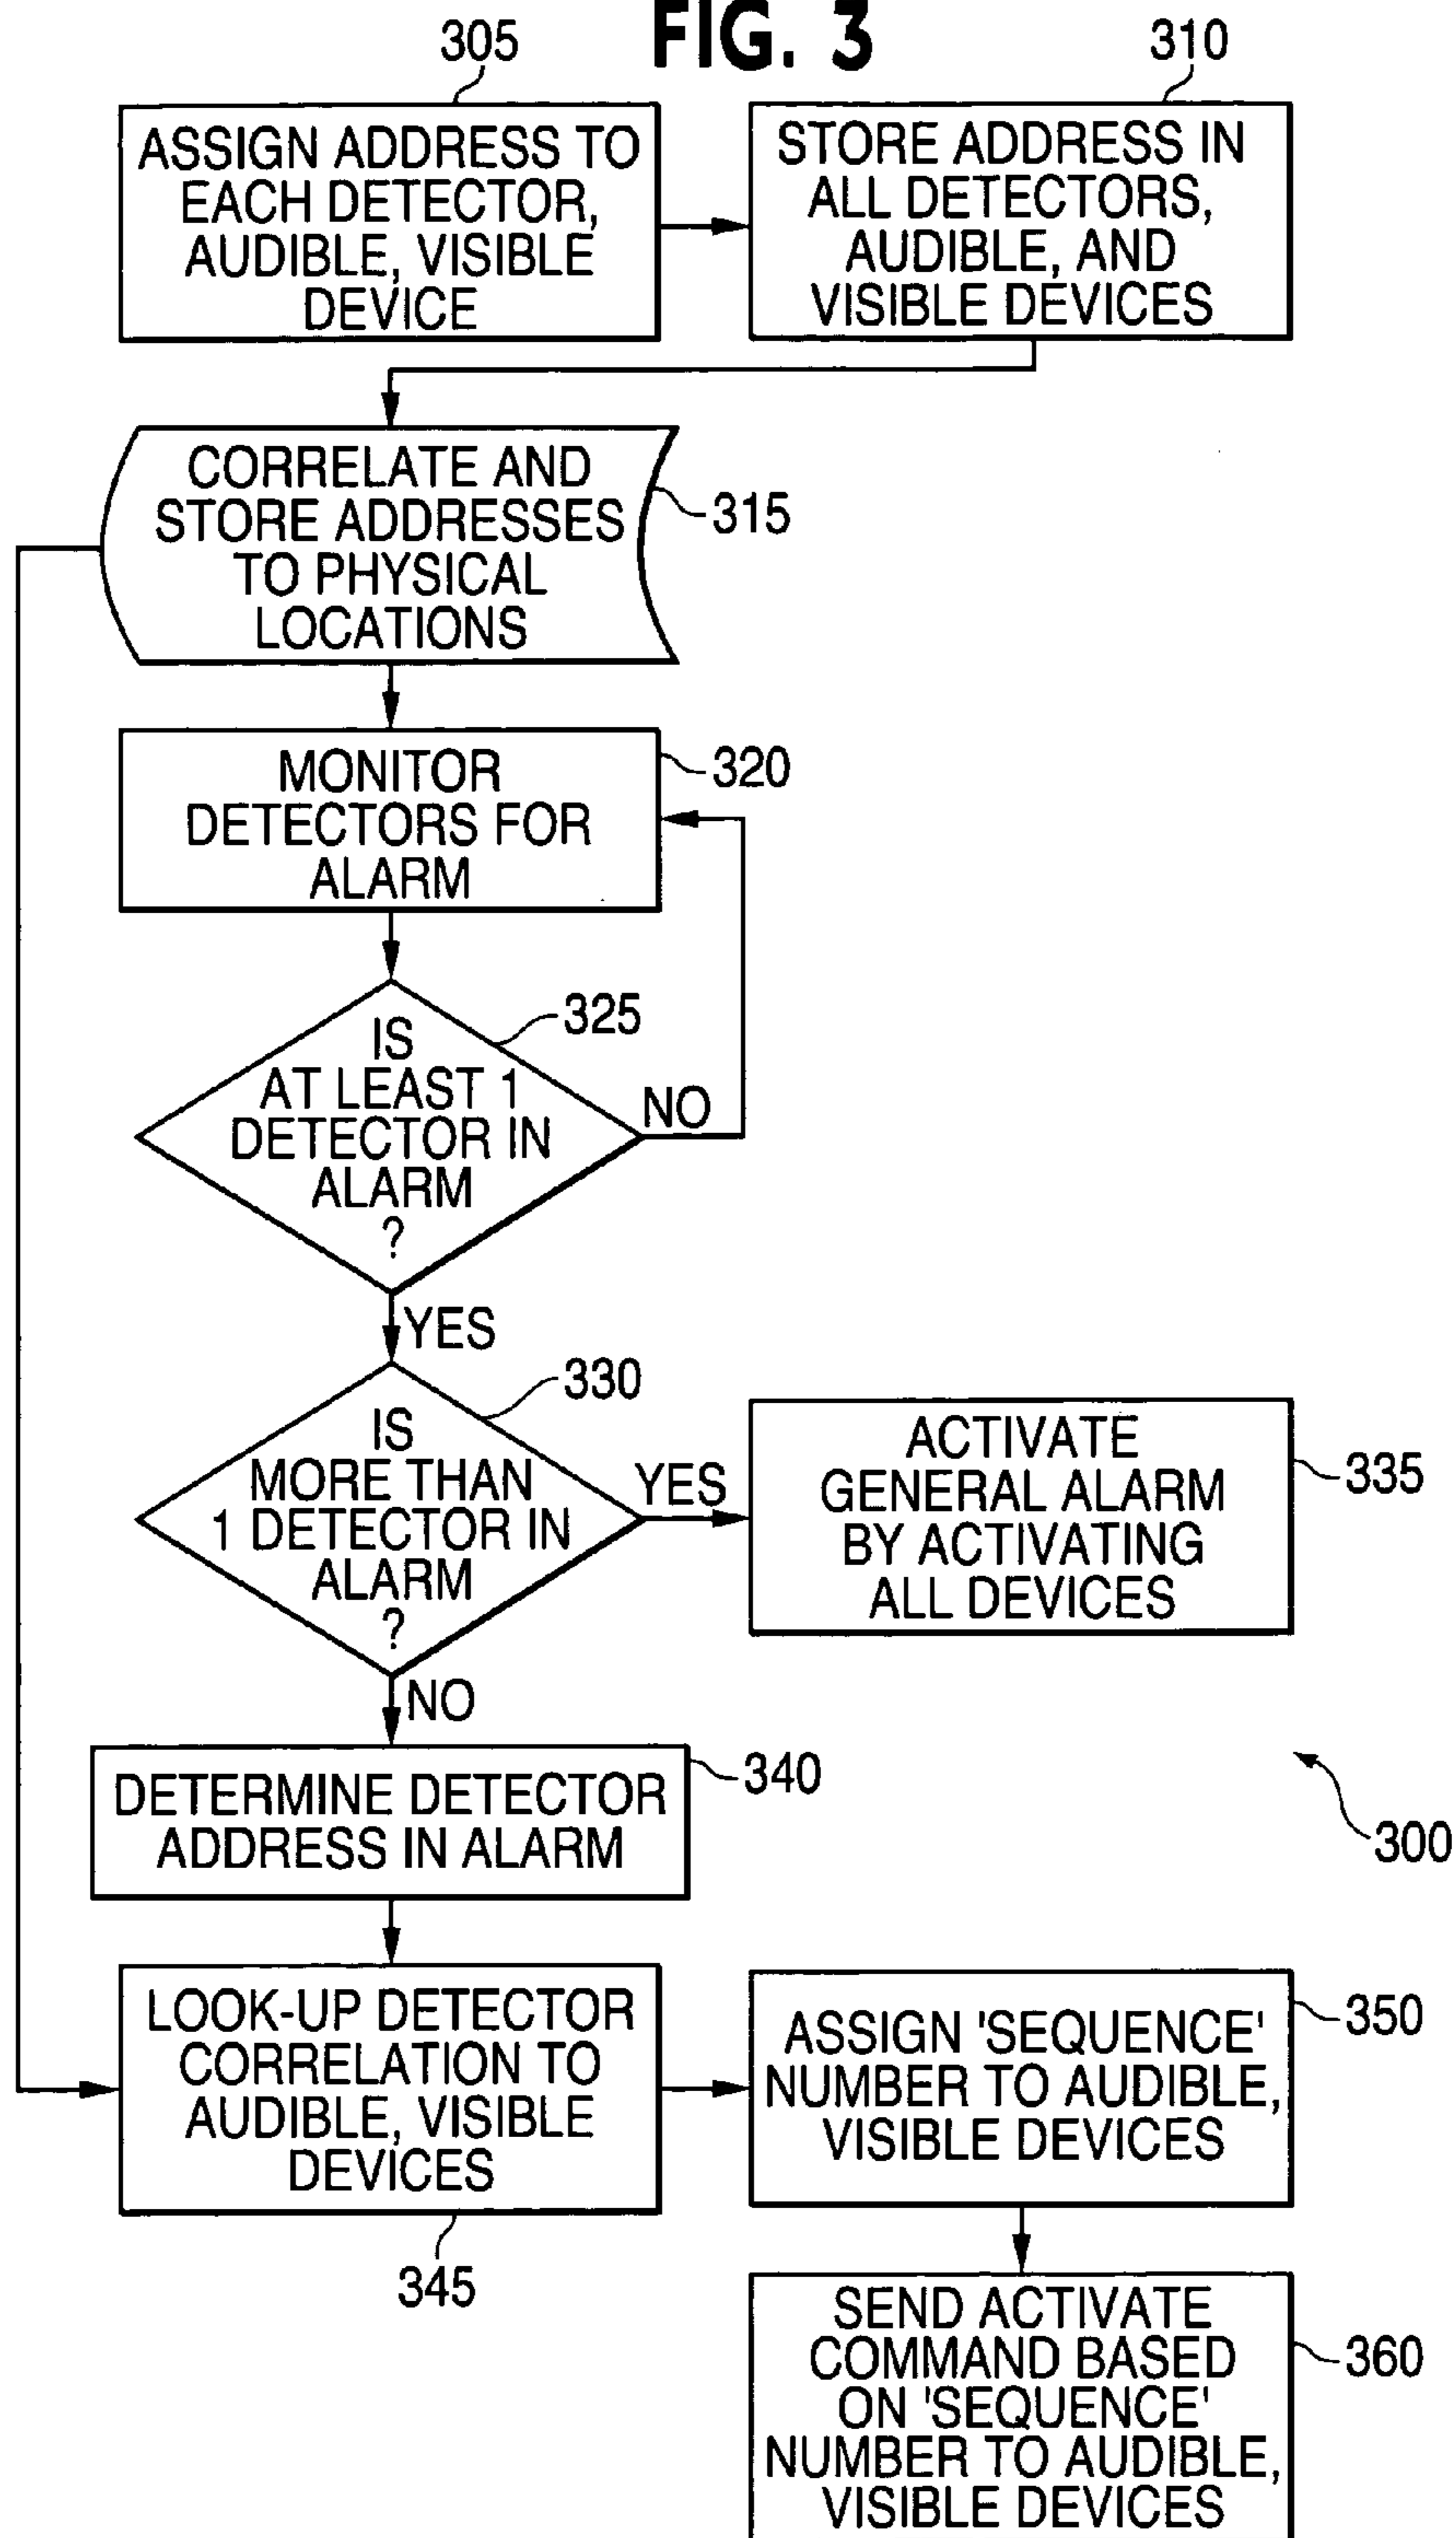 FIG. 3
305
310
ASSIGN ADDRESS TO
EACH DETECTOR,
AUDIBLE, VISIBLE
DEVICE
STORE ADDRESS IN
ALL DETECTORS,
AUDIBLE, AND
VISIBLE DEVICES
CORRELATE AND
STORE ADDRESSES
TO PHYSICAL
LOCATIONS
315
MONITOR
DETECTORS FOR
ALARM
320
IS
AT LEAST 1
DETECTOR IN
ALARM
?
325
NO
YES
IS
MORE THAN
1 DETECTOR IN
ALARM
?
330
YES
ACTIVATE
GENERAL ALARM
BY ACTIVATING
ALL DEVICES
335
NO
DETERMINE DETECTOR
ADDRESS IN ALARM
340
300
LOOK-UP DETECTOR
CORRELATION TO
AUDIBLE, VISIBLE
DEVICES
345
ASSIGN 'SEQUENCE'
NUMBER TO AUDIBLE,
VISIBLE DEVICES
350
SEND ACTIVATE
COMMAND BASED
ON 'SEQUENCE'
NUMBER TO AUDIBLE,
VISIBLE DEVICES
360